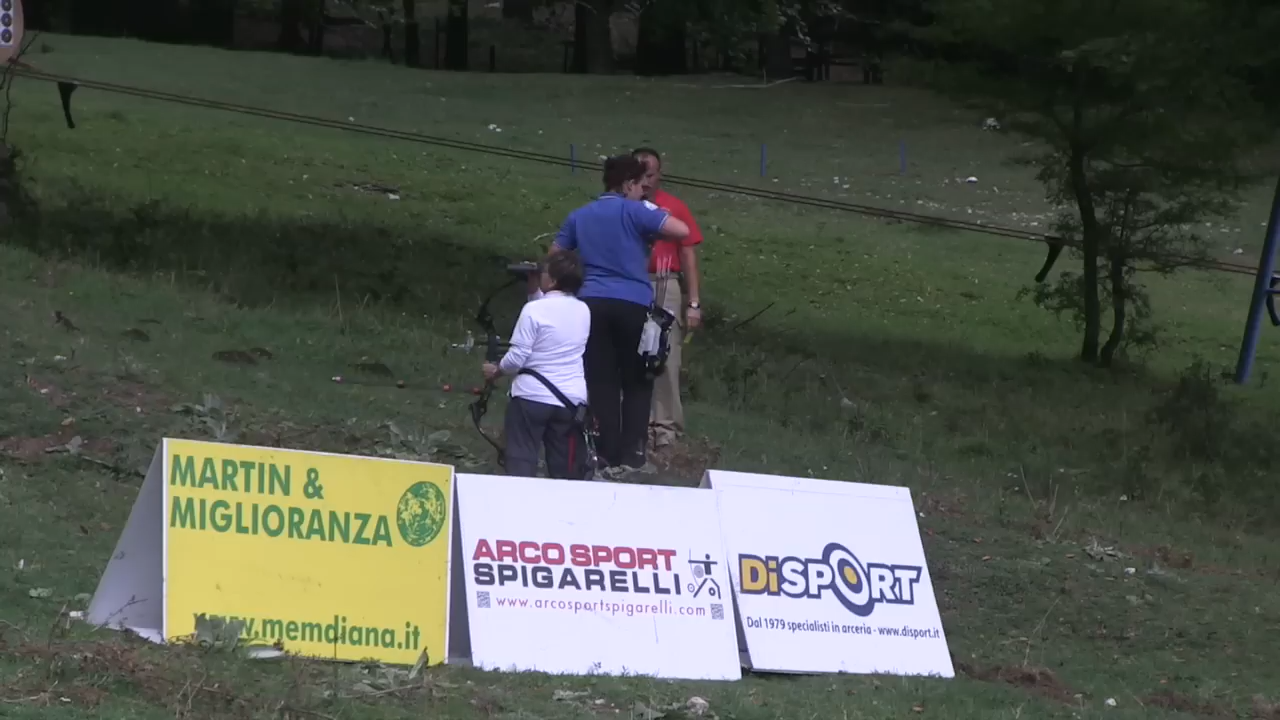 MARTIN &
MIGLIORANZA
www.memdiana.it
ARCO SPORT
SPIGARELLI
www.arcosportspigarelli.com
DiSPORT
Dal 1979 specialisti in arceria - www.disport.it